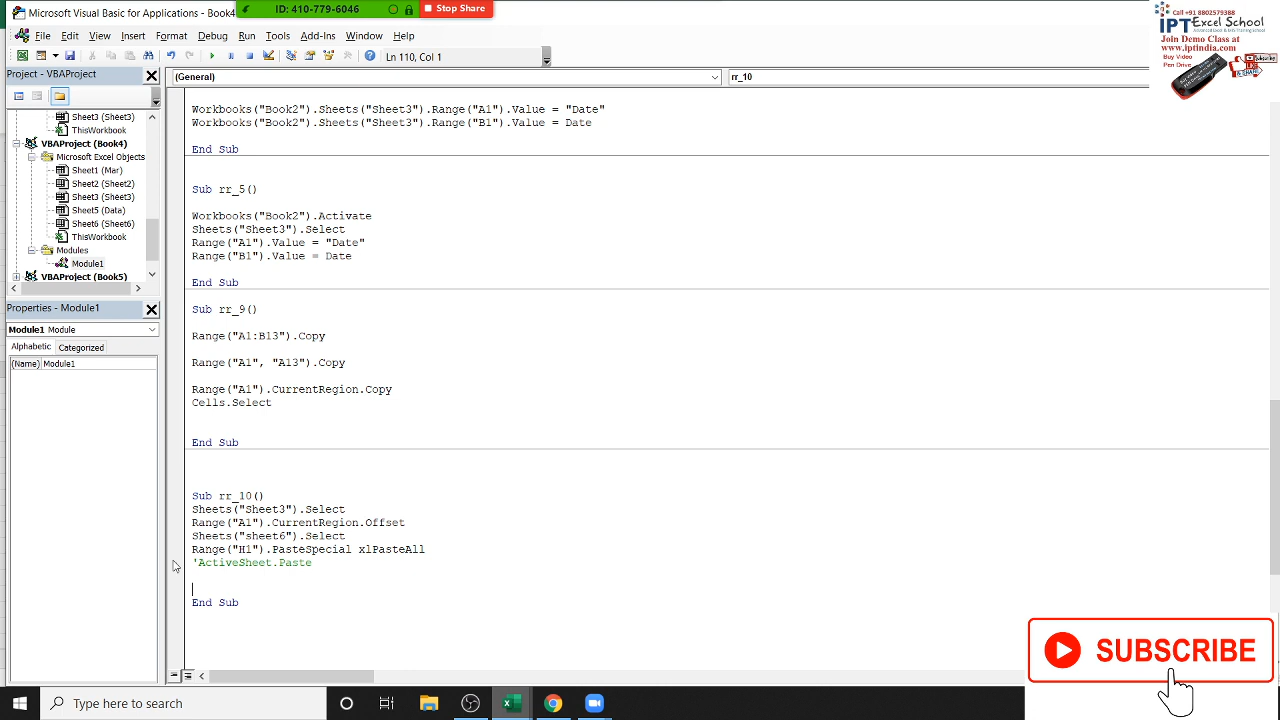 Microsoft Visual Basic for Applications - Book4
ID: 410-779-6046
Stop Share
File Edit View Insert Format Debug Run Tools Add-Ins Window Help
Ln 110, Col 1
Call +91 8802579388
IPT Excel School
Join Demo Class at
www.iptindia.com
Buy Video
Pen Drive
Project - VBAProject
(General)
rr_10
Sheet3 (Sheet3)
ThisWorkbook
VBAProject (Book4)
Microsoft Excel Objects
Sheet1 (Mar)
Sheet2 (Sheet2)
Sheet3 (Sheet3)
Sheet5 (Data)
Sheet6 (Sheet6)
ThisWorkbook
Modules
Module1
VBAProject (Book5)
Properties - Module1
Module1 Module
Alphabetic Categorized
(Name) Module1
Workbooks("Book2").Sheets("Sheet3").Range("A1").Value = "Date"
Workbooks("Book2").Sheets("Sheet3").Range("B1").Value = Date
End Sub
Sub rr_5()
Workbooks("Book2").Activate
Sheets("Sheet3").Select
Range("A1").Value = "Date"
Range("B1").Value = Date
End Sub
Sub rr_9()
Range("A1:B13").Copy
Range("A1", "A13").Copy
Range("A1").CurrentRegion.Copy
Cells.Select
End Sub
Sub rr_10()
Sheets("Sheet3").Select
Range("A1").CurrentRegion.Offset
Sheets("sheet6").Select
Range("H1").PasteSpecial xlPasteAll
'ActiveSheet.Paste
End Sub
SUBSCRIBE
Type here to search